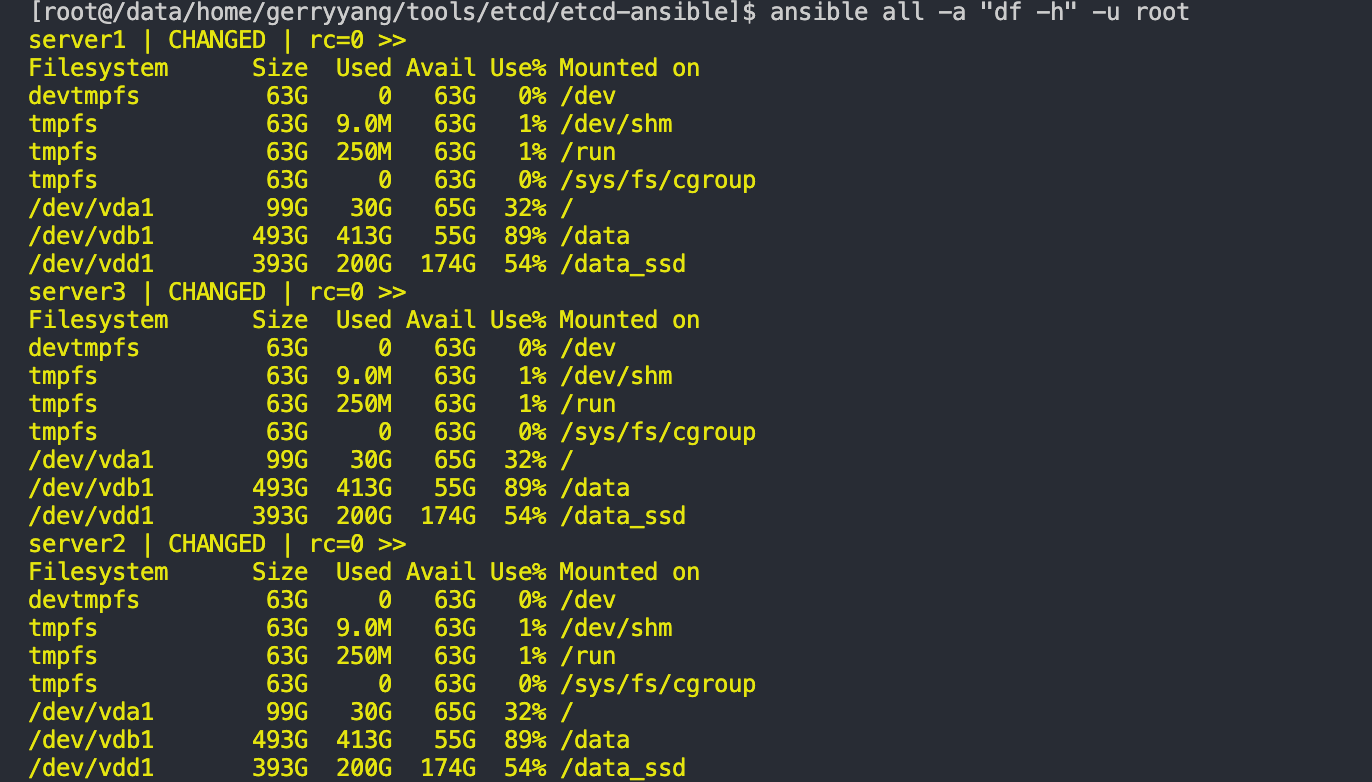 [root@/data/home/gerryyang/tools/etcd/etcd-ansible]$ ansible all -a "df -h" -u root
server1 | CHANGED | rc=0 >>
Filesystem      Size  Used Avail Use% Mounted on
devtmpfs         63G     0   63G   0% /dev
tmpfs            63G  9.0M   63G   1% /dev/shm
tmpfs            63G  250M   63G   1% /run
tmpfs            63G     0   63G   0% /sys/fs/cgroup
/dev/vda1        99G   30G   65G  32% /
/dev/vdb1       493G  413G   55G  89% /data
/dev/vdd1       393G  200G  174G  54% /data_ssd
server3 | CHANGED | rc=0 >>
Filesystem      Size  Used Avail Use% Mounted on
devtmpfs         63G     0   63G   0% /dev
tmpfs            63G  9.0M   63G   1% /dev/shm
tmpfs            63G  250M   63G   1% /run
tmpfs            63G     0   63G   0% /sys/fs/cgroup
/dev/vda1        99G   30G   65G  32% /
/dev/vdb1       493G  413G   55G  89% /data
/dev/vdd1       393G  200G  174G  54% /data_ssd
server2 | CHANGED | rc=0 >>
Filesystem      Size  Used Avail Use% Mounted on
devtmpfs         63G     0   63G   0% /dev
tmpfs            63G  9.0M   63G   1% /dev/shm
tmpfs            63G  250M   63G   1% /run
tmpfs            63G     0   63G   0% /sys/fs/cgroup
/dev/vda1        99G   30G   65G  32% /
/dev/vdb1       493G  413G   55G  89% /data
/dev/vdd1       393G  200G  174G  54% /data_ssd